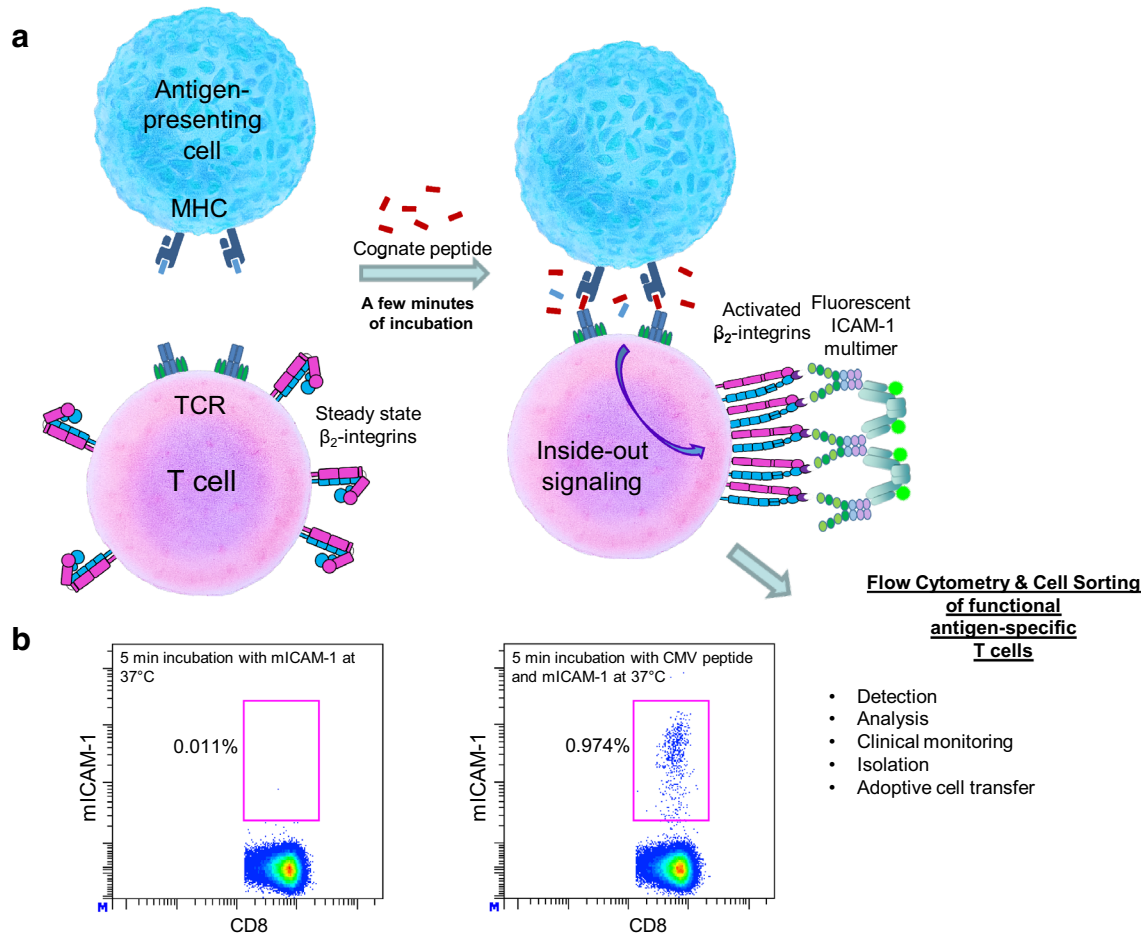 a
Antigen-
presenting
cell
MHC
Cognate peptide
A few minutes
of incubation
TCR
T cell
Steady state
β2-integrins
Activated
β2-integrins
Fluorescent
ICAM-1
multimer
Inside-out
signaling
Flow Cytometry & Cell Sorting
of functional
antigen-specific
T cells
• Detection
• Analysis
• Clinical monitoring
• Isolation
• Adoptive cell transfer
b
5 min incubation with mICAM-1 at
37°C
0.011%
mICAM-1
M
CD8
5 min incubation with CMV peptide
and mICAM-1 at 37°C
0.974%
mICAM-1
M
CD8